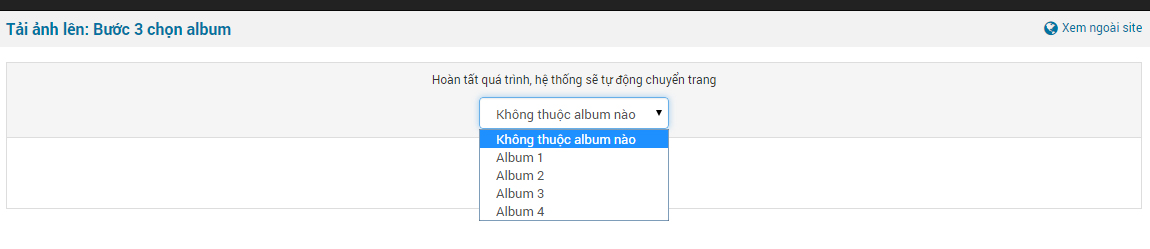 Tải ảnh lên: Bước 3 chọn album
Xem ngoài site
Hoàn tất quá trình, hệ thống sẽ tự động chuyển trang
Không thuộc album nào
Không thuộc album nào
Album 1
Album 2
Album 3
Album 4